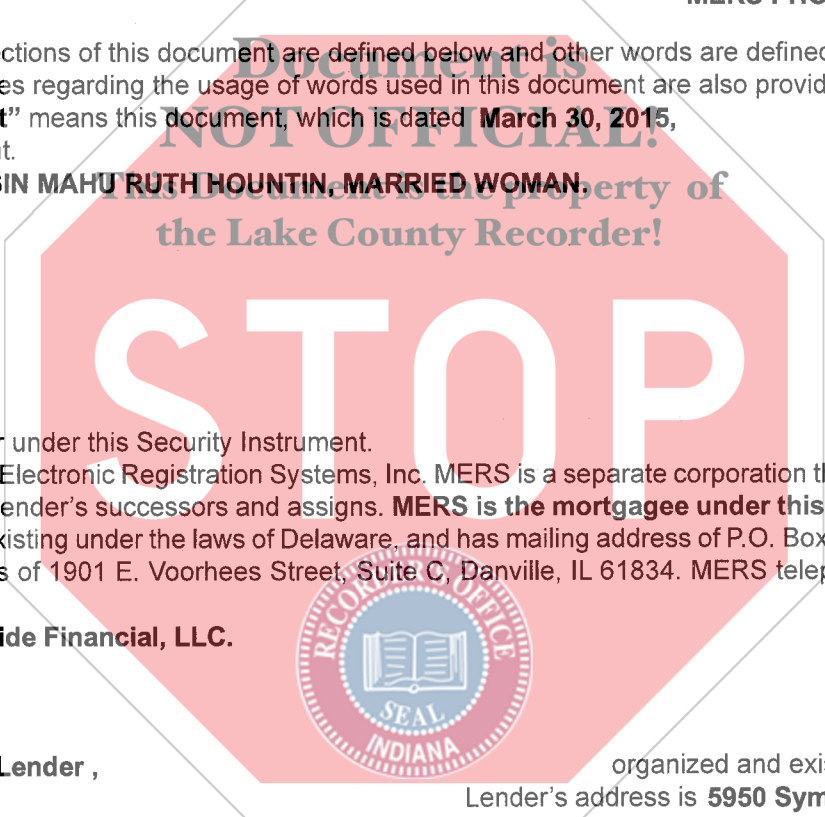 MERS
ctions of this document are defined below and other words are defined
es regarding the usage of words used in this document are also provid
t” means this document, which is dated March 30, 2015,
t.
SIN MAHU RUTH HOUNTIN, MARRIED WOMAN.
Document is
NOT OFFICIAL!
This Document is the property of
the Lake County Recorder!
STOP
r under this Security Instrument.
Electronic Registration Systems, Inc. MERS is a separate corporation th
ender’s successors and assigns. MERS is the mortgagee under this
xisting under the laws of Delaware, and has mailing address of P.O. Box
s of 1901 E. Voorhees Street, Suite C, Danville, IL 61834. MERS telep
ide Financial, LLC.
RECORDER'S OFFICE
SEAL
INDIANA
Lender ,
organized and exi
Lender’s address is 5950 Sym